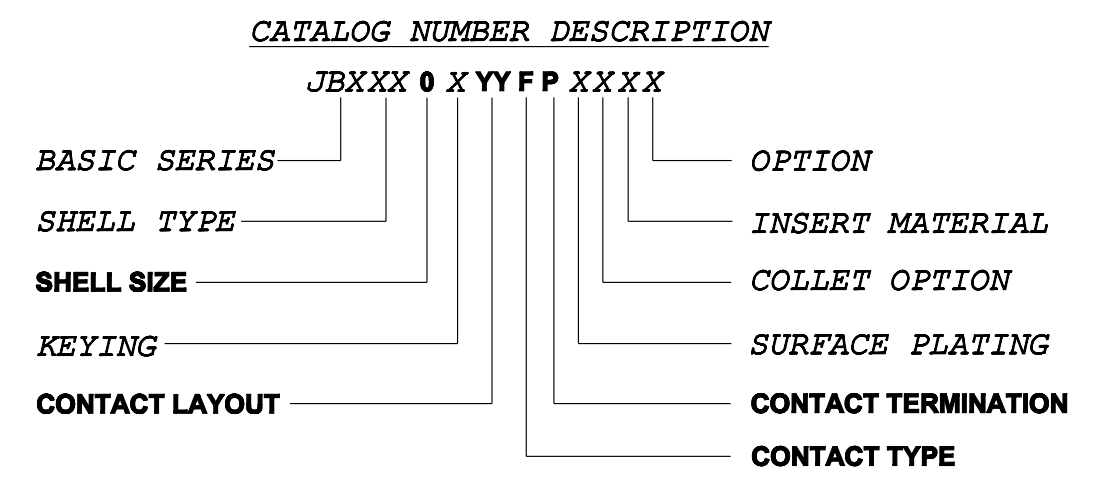 CATALOG NUMBER DESCRIPTION
JBXXX 0 X YY F P XXXX
BASIC SERIES
SHELL TYPE
SHELL SIZE
KEYING
CONTACT LAYOUT
OPTION
INSERT MATERIAL
COLLET OPTION
SURFACE PLATING
CONTACT TERMINATION
CONTACT TYPE